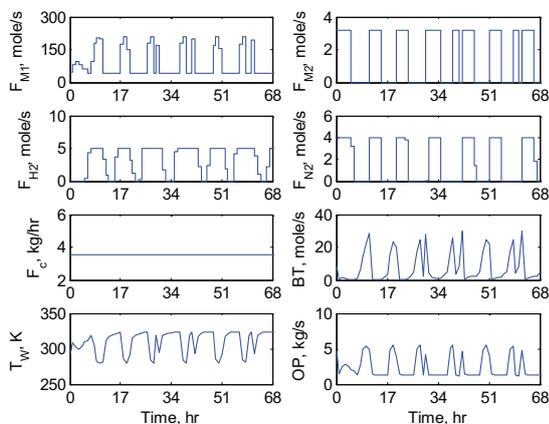 300
150
0
0 17 34 51 68
F_M1, mole/s
4
2
0
0 17 34 51 68
F_M2, mole/s
10
5
0
0 17 34 51 68
F_H2, mole/s
6
4
2
0
0 17 34 51 68
F_N2, mole/s
6
4
2
0 17 34 51 68
F_c, kg/hr
40
20
0
0 17 34 51 68
BT, mole/s
350
300
250
0 17 34 51 68
T_W, K
Time, hr
10
5
0
0 17 34 51 68
OP, kg/s
Time, hr